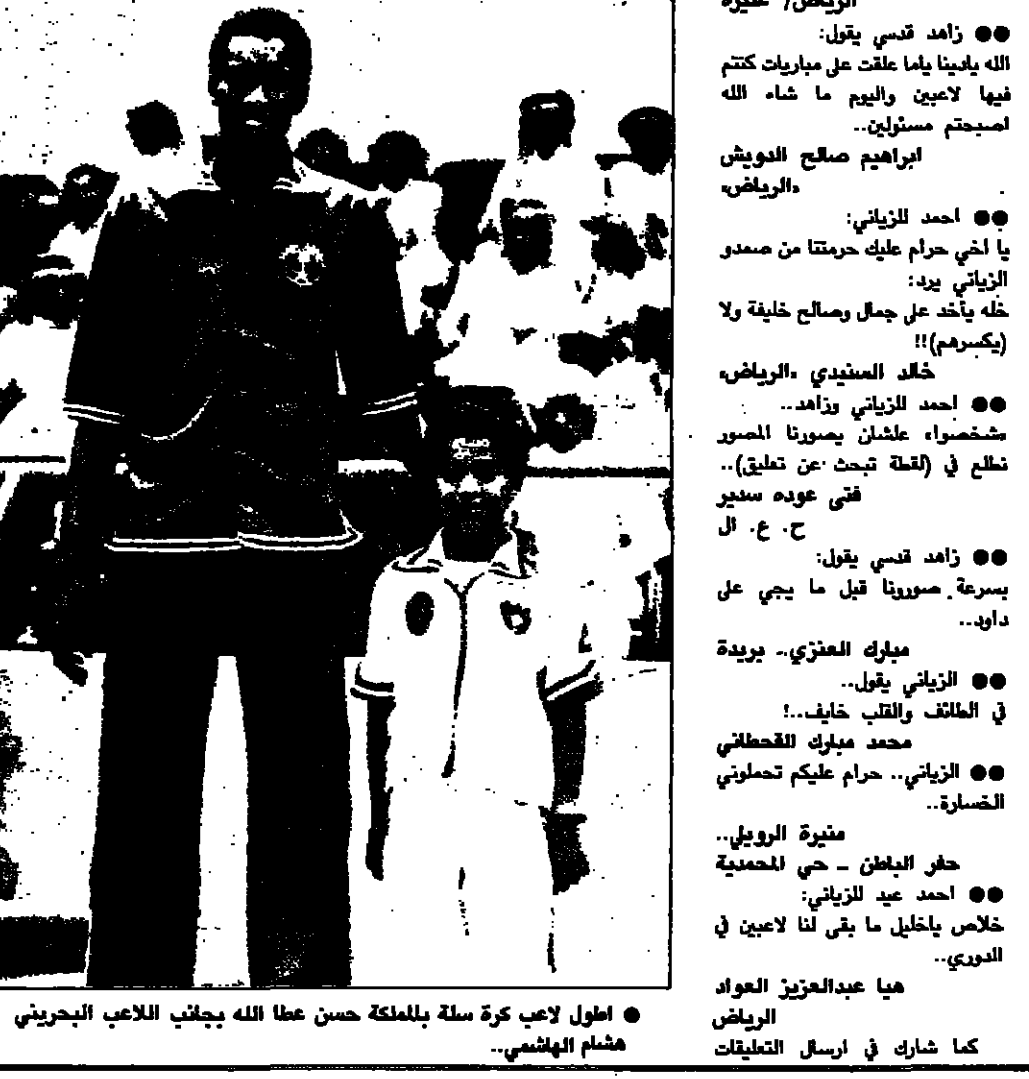 الرياض/ عنيزة
●● زاهد قدسي يقول:
الله يادينا ياما علقت على مباريات كنتم
فيها لاعبين واليوم ما شاء الله
اصبحتم مسئولين..
ابراهيم صالح الدويش
«الرياض»
●● احمد للزياني:
يا أخي حرام عليك حرمتنا من صمدو
الزياتي يرد:
خله يأخد على جمال وصالح خليفة ولا
(يكسرهم)!!
خالد السنيدي «الرياض»
●● احمد للزياني وزاهد..
«شخصوا» علشان يصورنا المصور
نطلع في (لقطة تبحث عن تعليق)..
فتى عوده سدير
ح. ع. ال
●● زاهد قدسي يقول:
بسرعة صورونا قبل ما يجي على
داود..
مبارك العنزي.. بريدة
●● الزياني يقول..
في الطائف والقلب خايف..!
محمد مبارك القحطاني
●● الزياني.. حرام عليكم تحملوني
الخسارة..
منيرة الرويلي..
حفر الباطن - حي المحمدية
●● احمد عيد للزياني:
خلاص ياخليل ما بقى لنا لاعبين في
الدوري..
هيا عبدالعزيز العواد
الرياض
كما شارك في ارسال التعليقات
● اطول لاعب كرة سلة بالمملكة حسن عطا الله بجانب اللاعب البحريني
هشام الهاشمي..